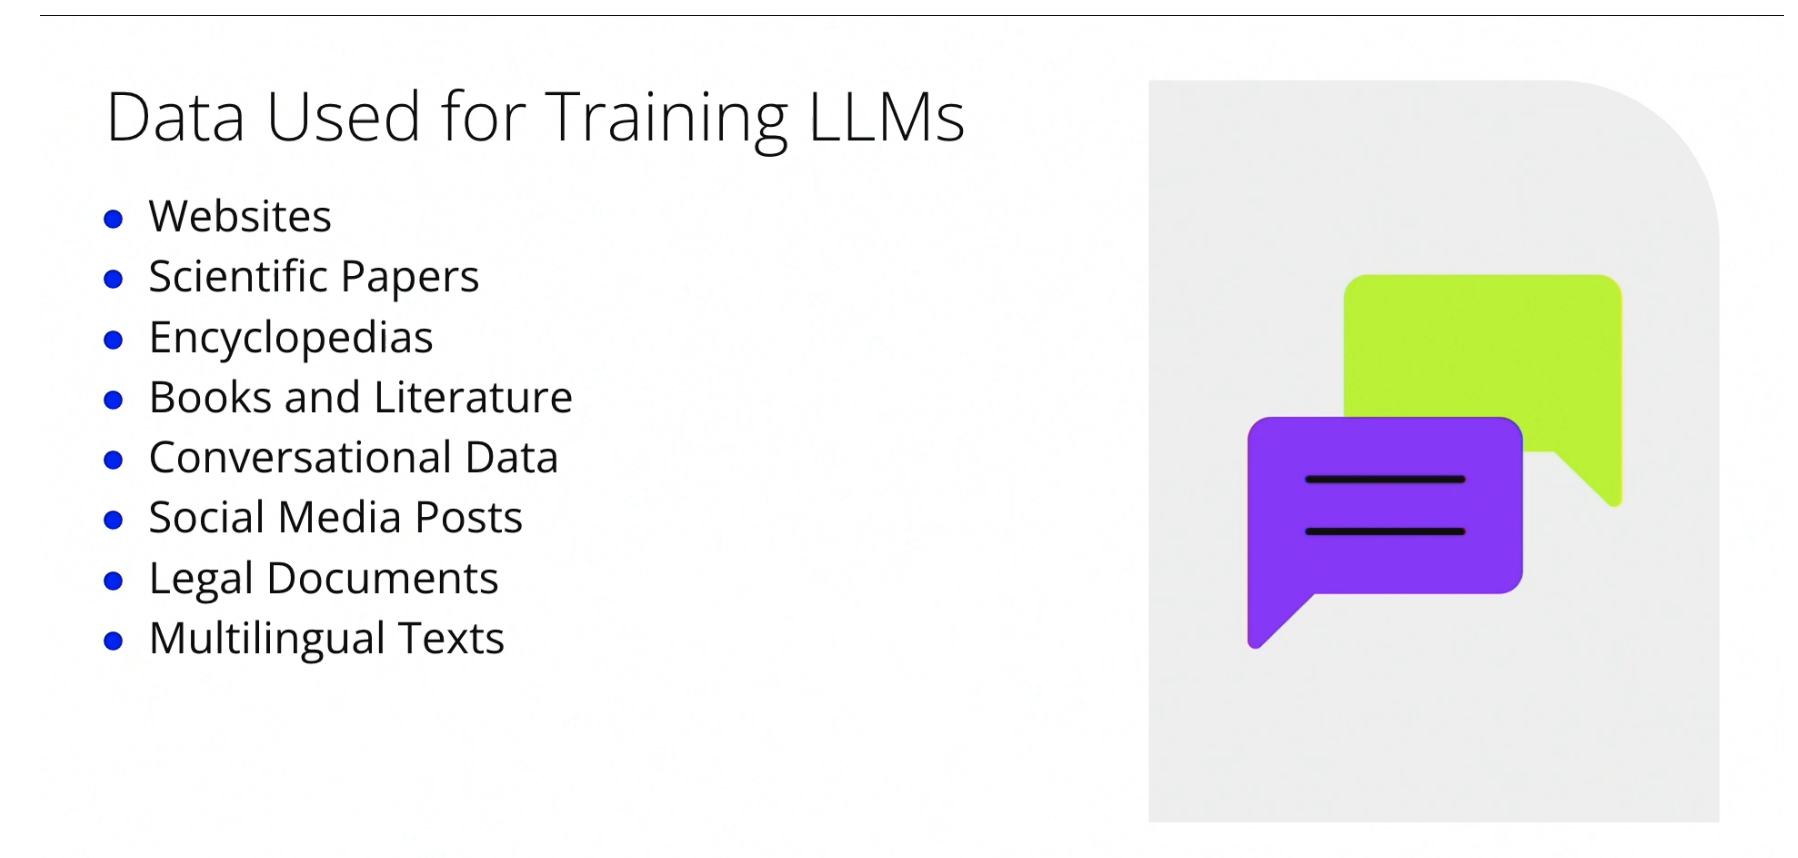 Data Used for Training LLMs
Websites
Scientific Papers
Encyclopedias
Books and Literature
Conversational Data
Social Media Posts
Legal Documents
Multilingual Texts